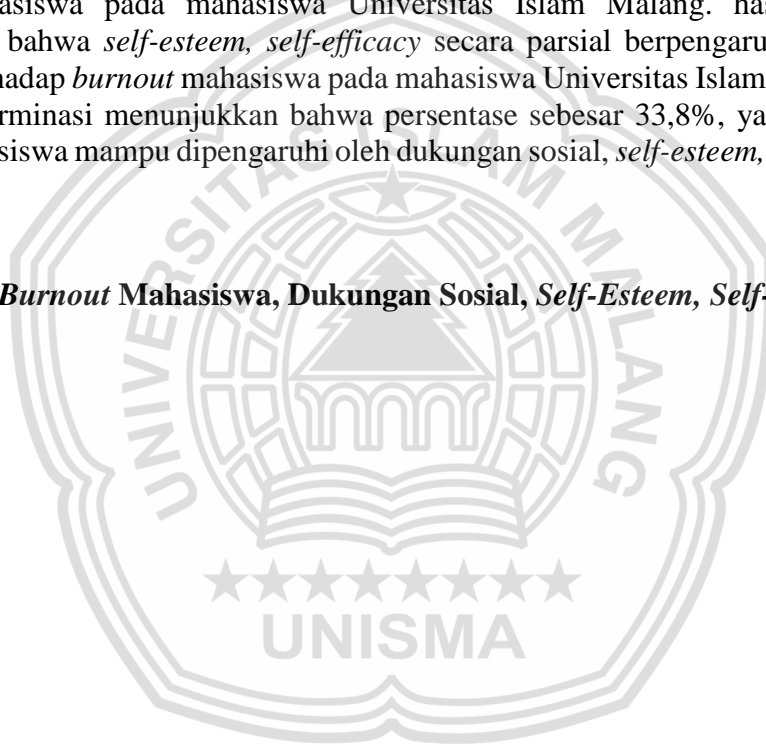 asiswa pada mahasiswa Universitas Islam Malang. has
bahwa self-esteem, self-efficacy secara parsial berpengaru
hadap burnout mahasiswa pada mahasiswa Universitas Islam
rminasi menunjukkan bahwa persentase sebesar 33,8%, ya
siswa mampu dipengaruhi oleh dukungan sosial, self-esteem,
Burnout Mahasiswa, Dukungan Sosial, Self-Esteem, Self-
UNIVERSITAS ISLAM MALANG
UNISMA